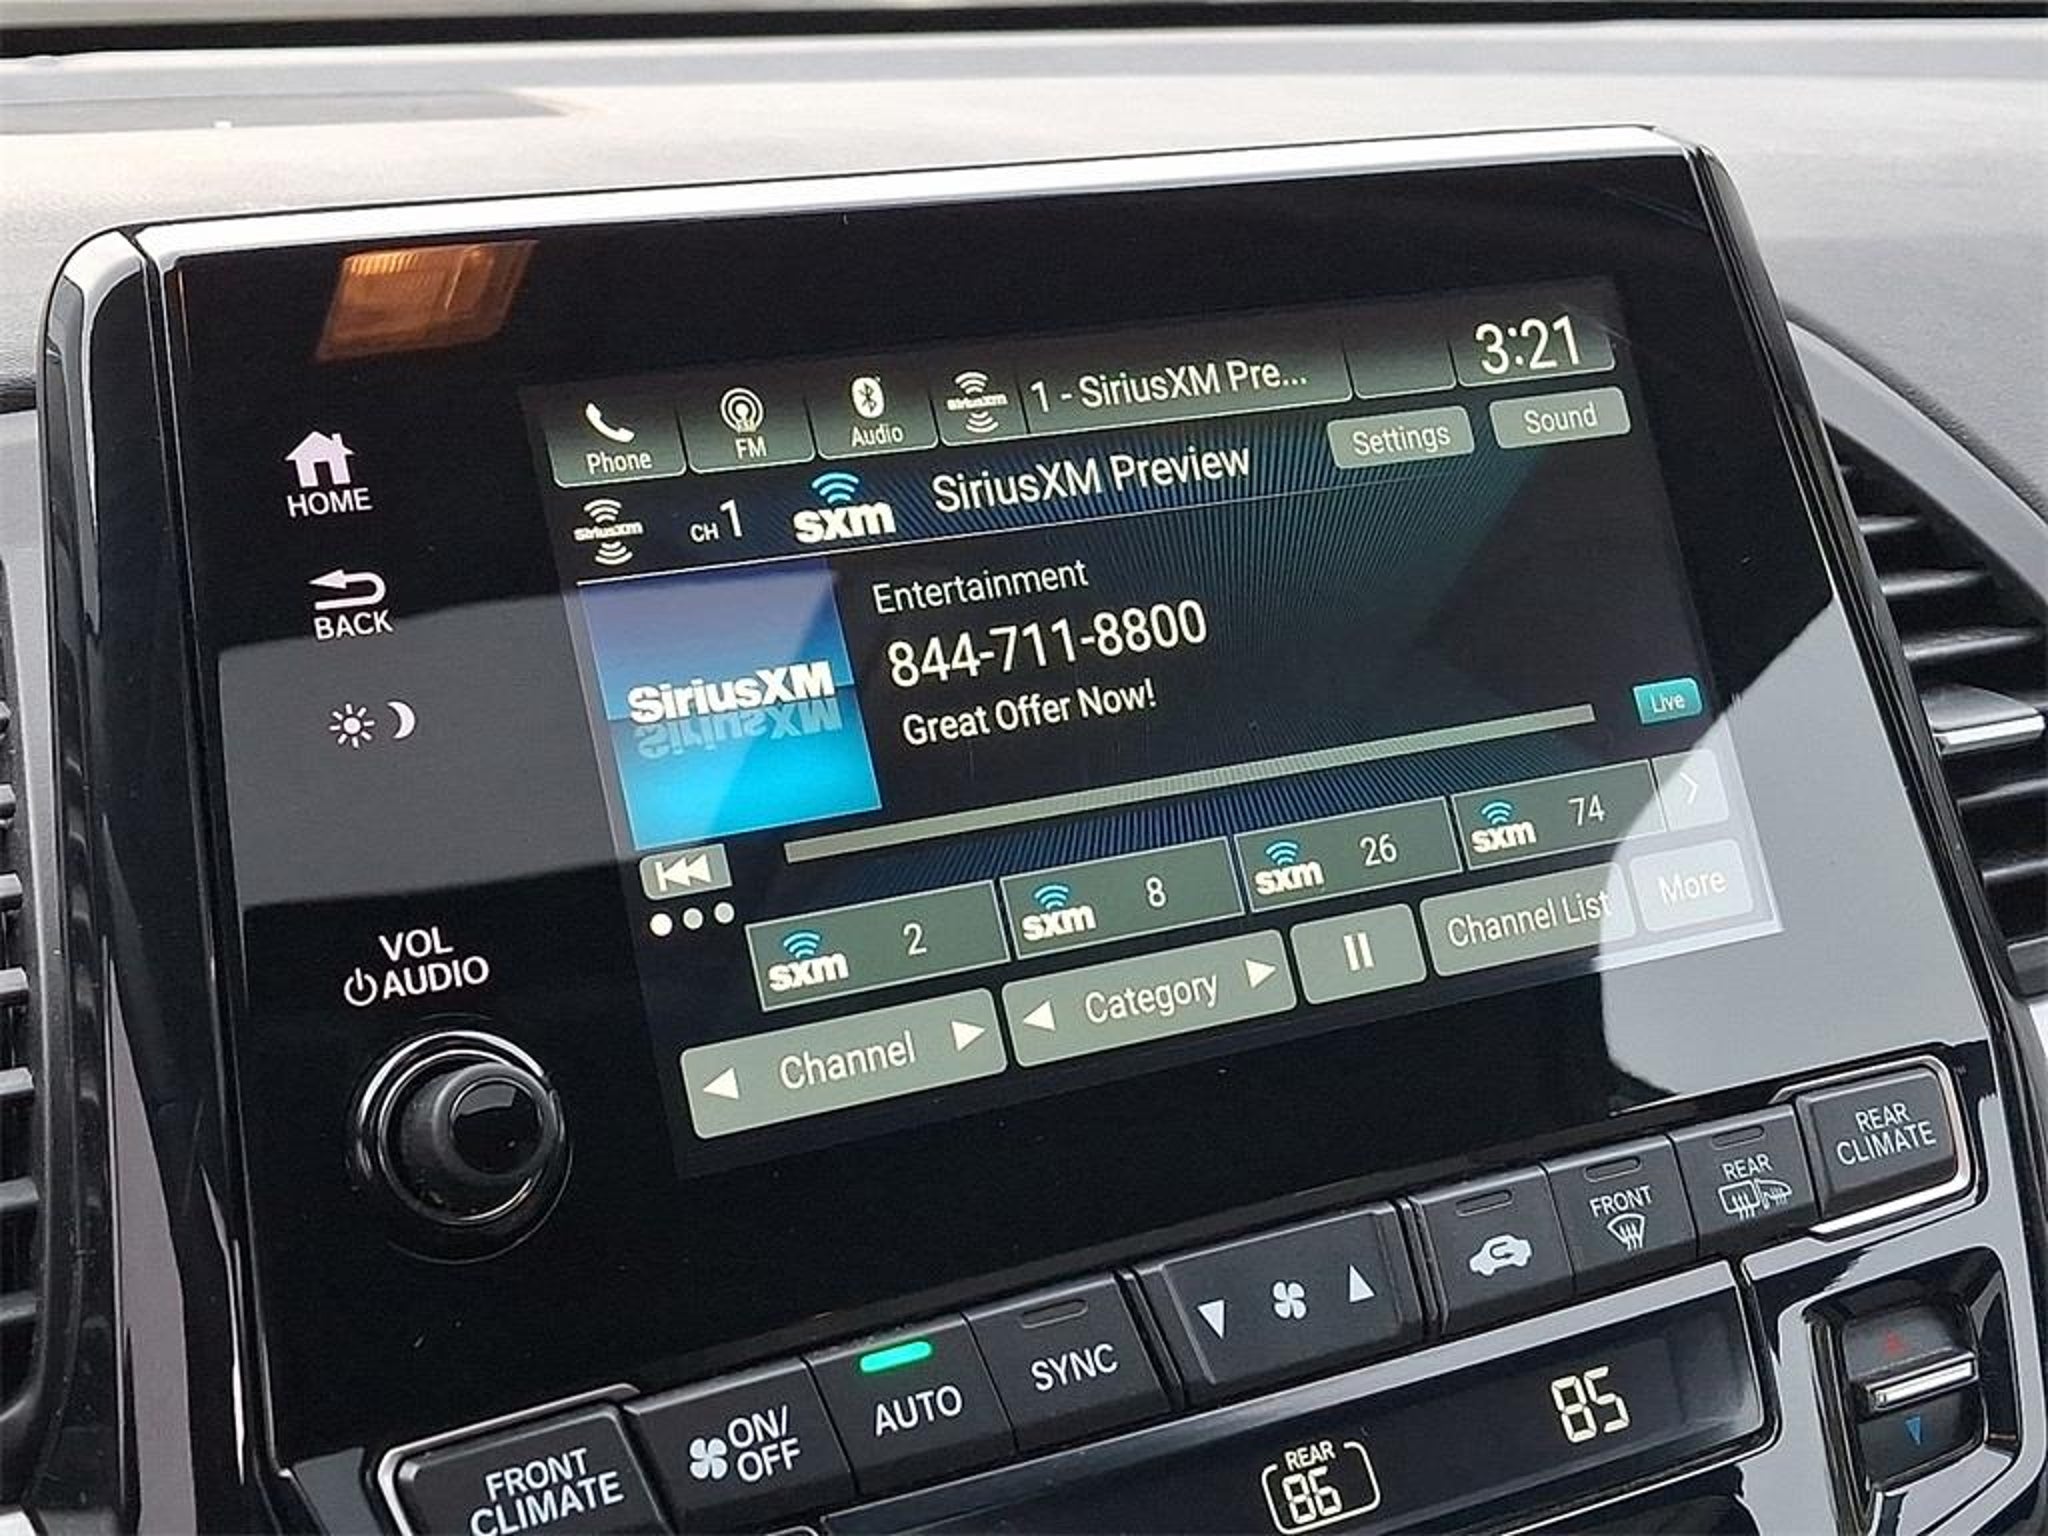 3:21
Phone
FM
Audio
SiriusXM
1 - SiriusXM Pre...
Settings
Sound
SiriusXM
CH 1
sxm
SiriusXM Preview
HOME
BACK
Entertainment
844-711-8800
Great Offer Now!
SiriusXM
Live
sxm 2
sxm 8
sxm 26
sxm 74
Channel
Category
Channel List
More
VOL
AUDIO
FRONT
CLIMATE
ON/
OFF
AUTO
SYNC
FRONT
REAR
REAR
CLIMATE
85
REAR
86